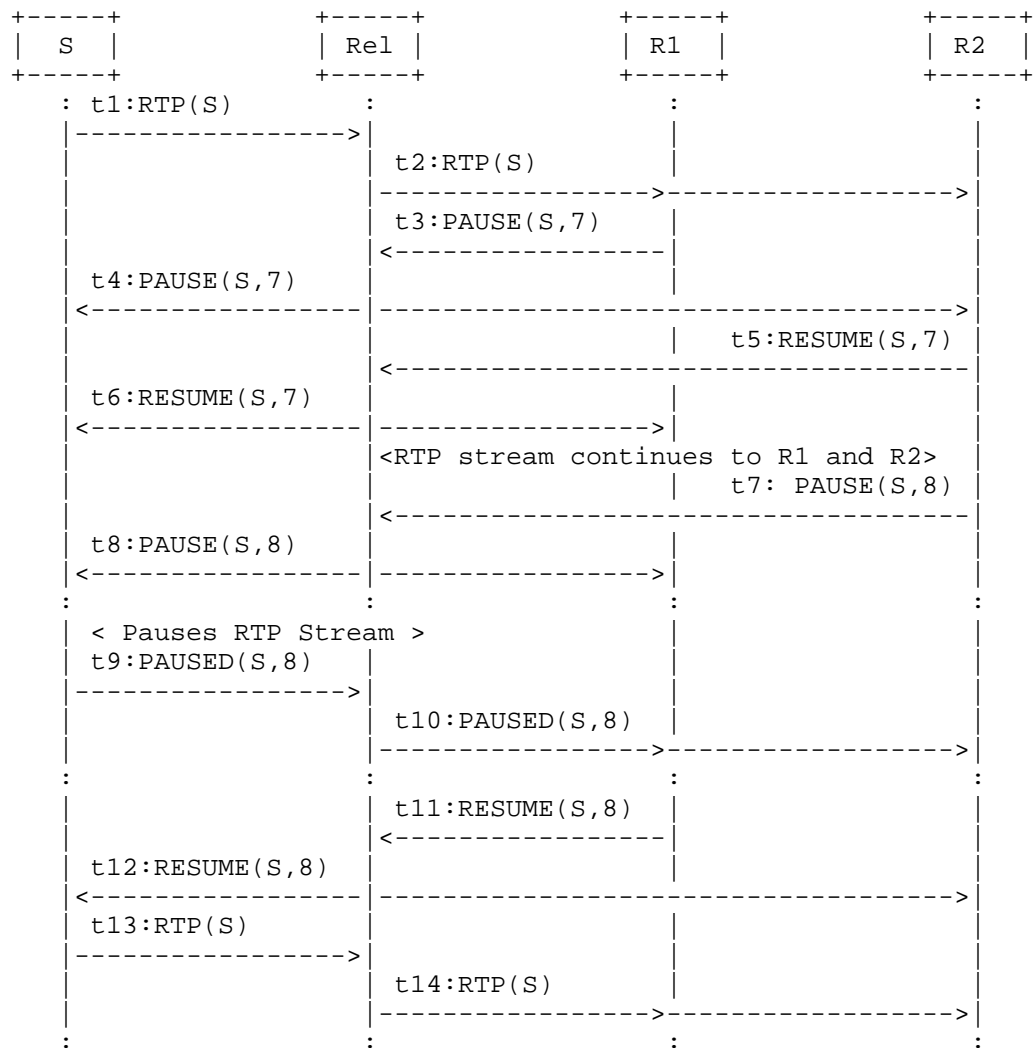 S Rel R1 R2
t1:RTP(S)
t2:RTP(S)
t3:PAUSE(S,7)
t4:PAUSE(S,7)
t5:RESUME(S,7)
t6:RESUME(S,7)
<RTP stream continues to R1 and R2>
t7: PAUSE(S,8)
t8:PAUSE(S,8)
< Pauses RTP Stream >
t9:PAUSED(S,8)
t10:PAUSED(S,8)
t11:RESUME(S,8)
t12:RESUME(S,8)
t13:RTP(S)
t14:RTP(S)